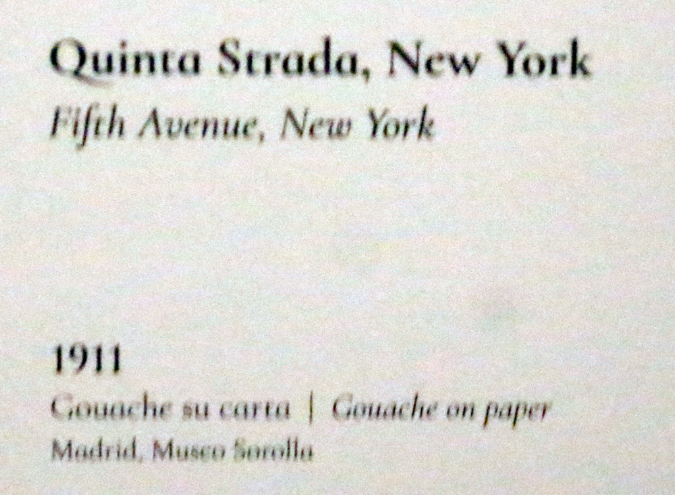 Quinta Strada, New York
Fifth Avenue, New York
1911
Gouache su carta | Gouache on paper
Madrid, Museo Sorolla